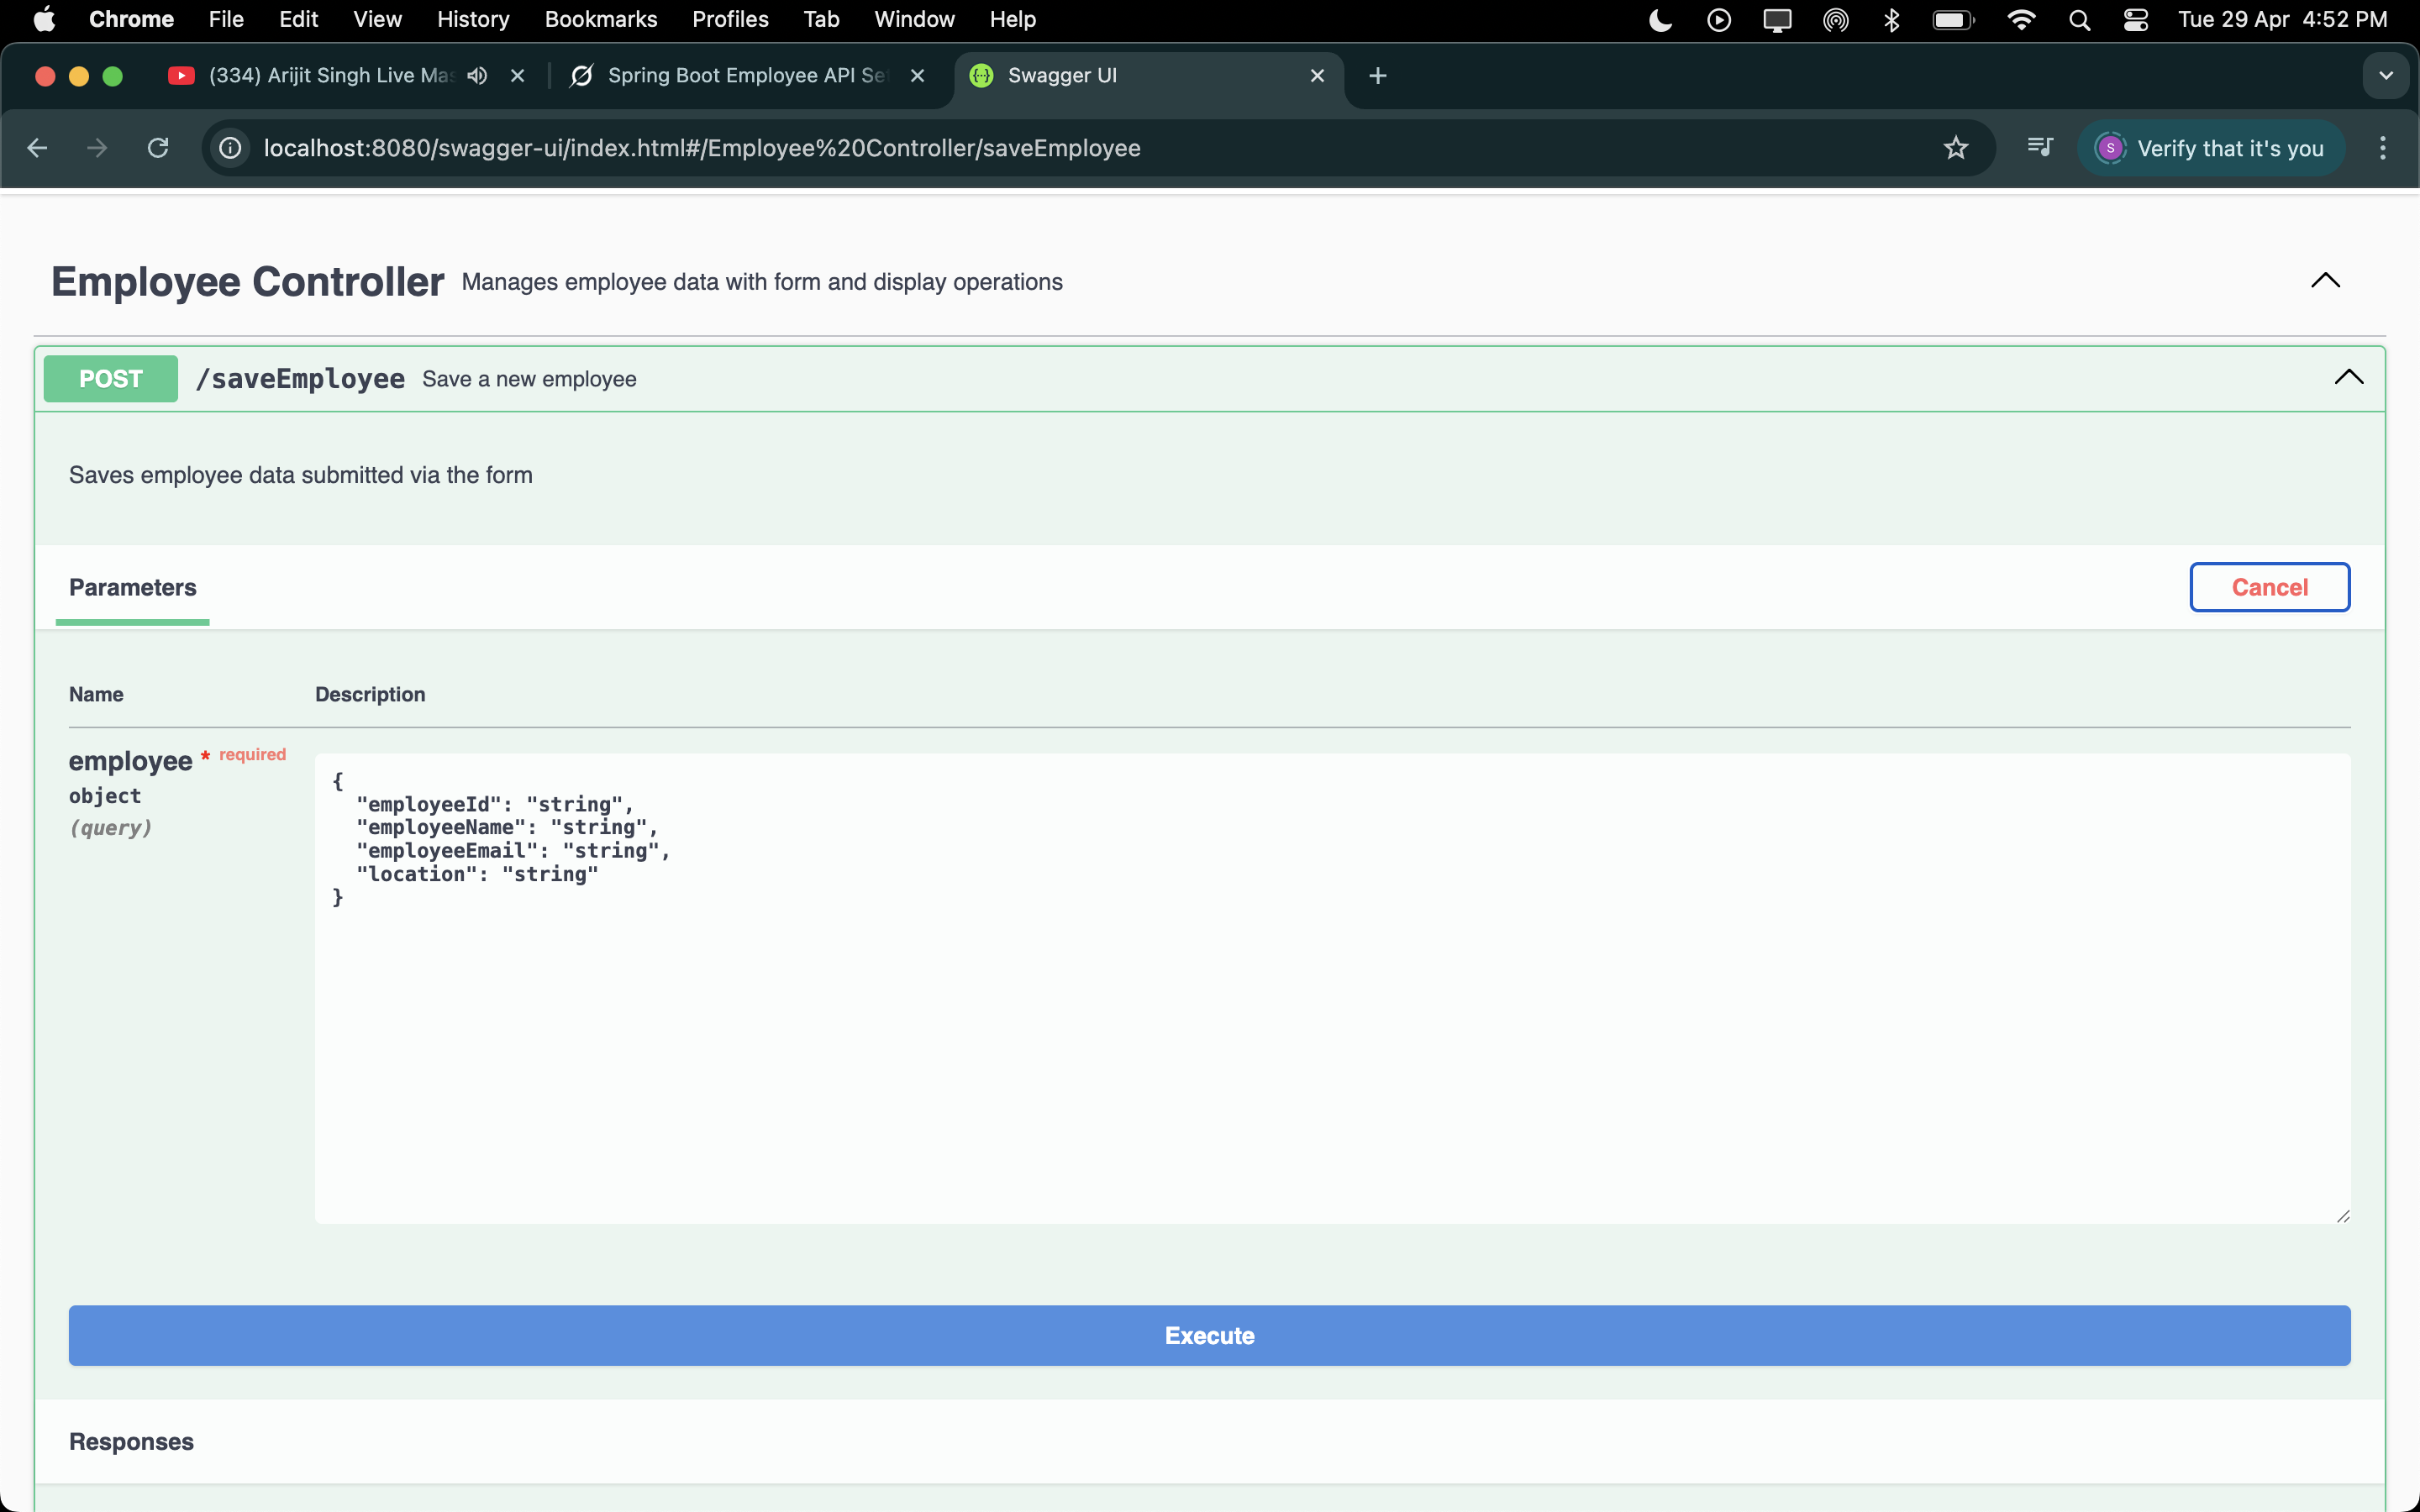 Chrome File Edit View History Bookmarks Profiles Tab Window Help Tue 29 Apr 4:52 PM
(334) Arijit Singh Live Mas Spring Boot Employee API Set Swagger UI
localhost:8080/swagger-ui/index.html#/Employee%20Controller/saveEmployee S Verify that it's you
Employee Controller Manages employee data with form and display operations
POST /saveEmployee Save a new employee
Saves employee data submitted via the form
Parameters Cancel
Name Description
employee * required
object
(query)
{
  "employeeId": "string",
  "employeeName": "string",
  "employeeEmail": "string",
  "location": "string"
}
Execute
Responses